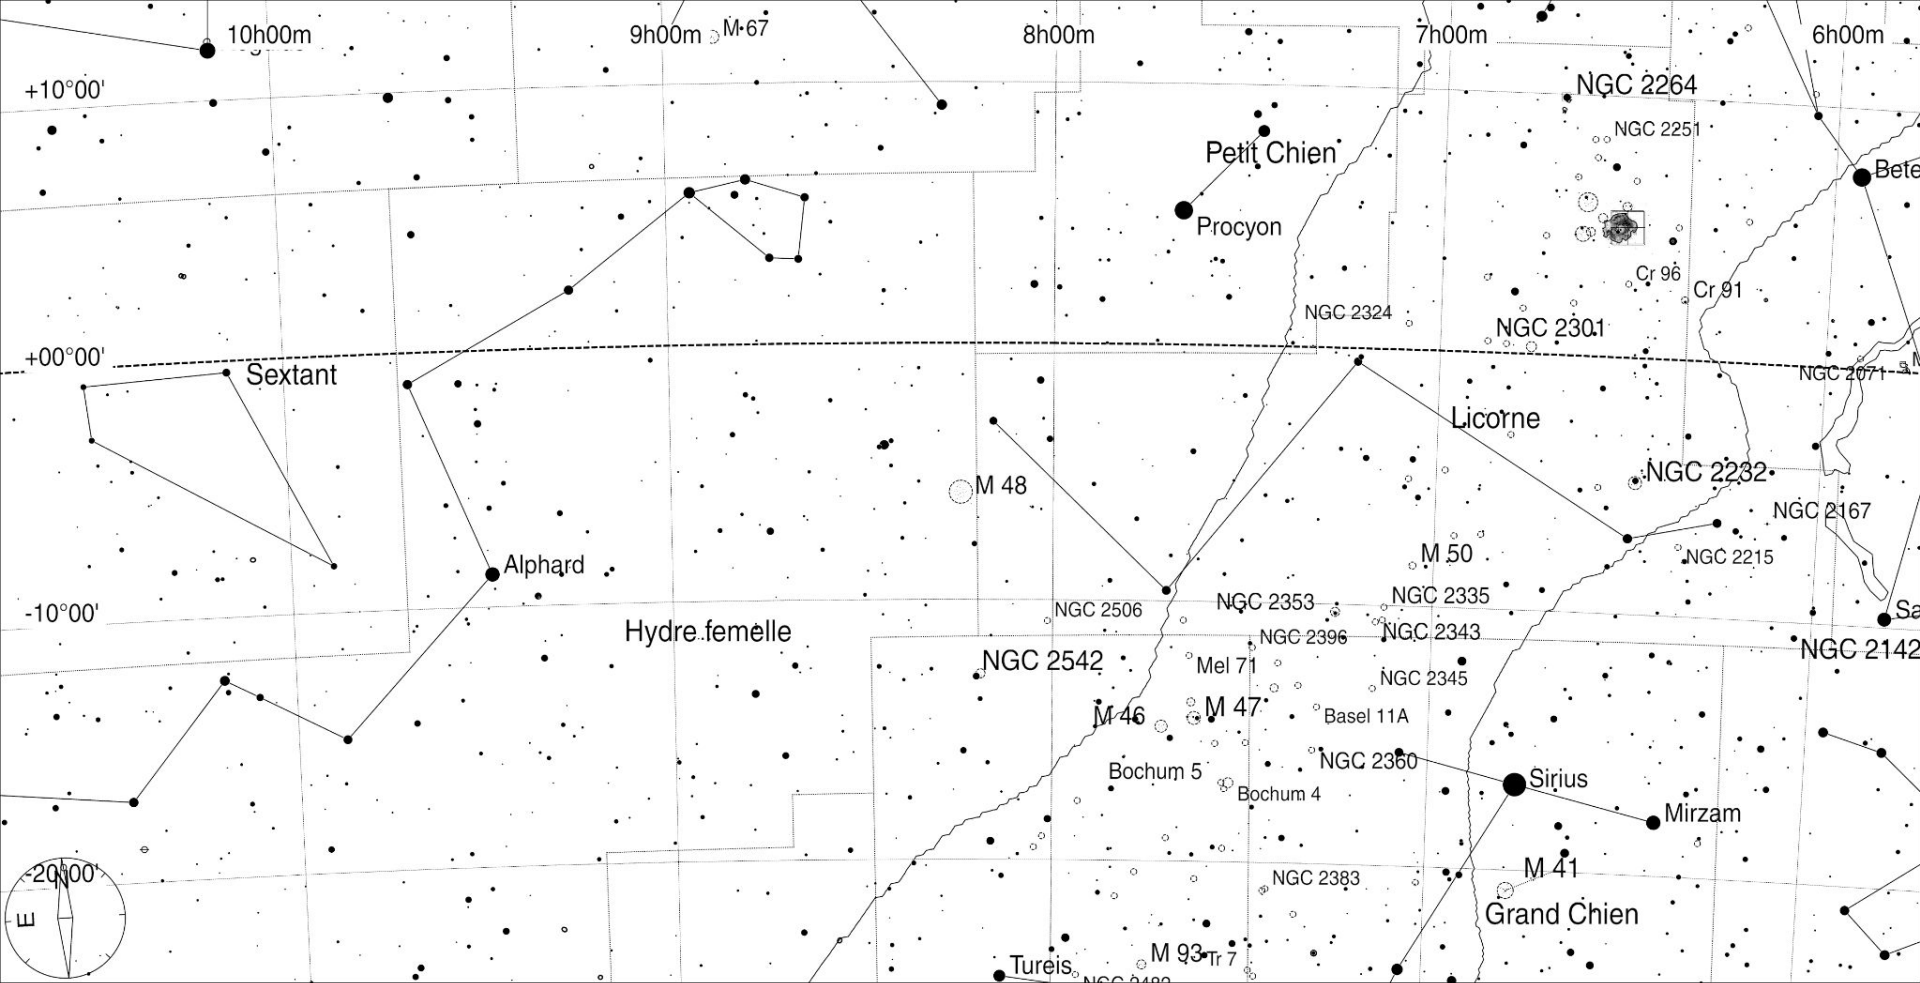 10h00m
9h00m
M 67
8h00m
7h00m
6h00m
+10°00'
NGC 2264
NGC 2251
Petit Chien
Bete
Procyon
Cr 96
Cr 91
NGC 2324
NGC 2301
+00°00'
Sextant
NGC 2071
Licorne
M 48
NGC 2232
NGC 2167
M 50
NGC 2215
Alphard
-10°00'
NGC 2506
NGC 2353
NGC 2335
Sa
Hydre femelle
NGC 2396
NGC 2343
NGC 2142
NGC 2542
Mel 71
NGC 2345
M 46
M 47
Basel 11A
NGC 2360
Bochum 5
Bochum 4
Sirius
Mirzam
-20°00'
N
E
M 41
NGC 2383
Grand Chien
M 93
Tr 7
Tureis